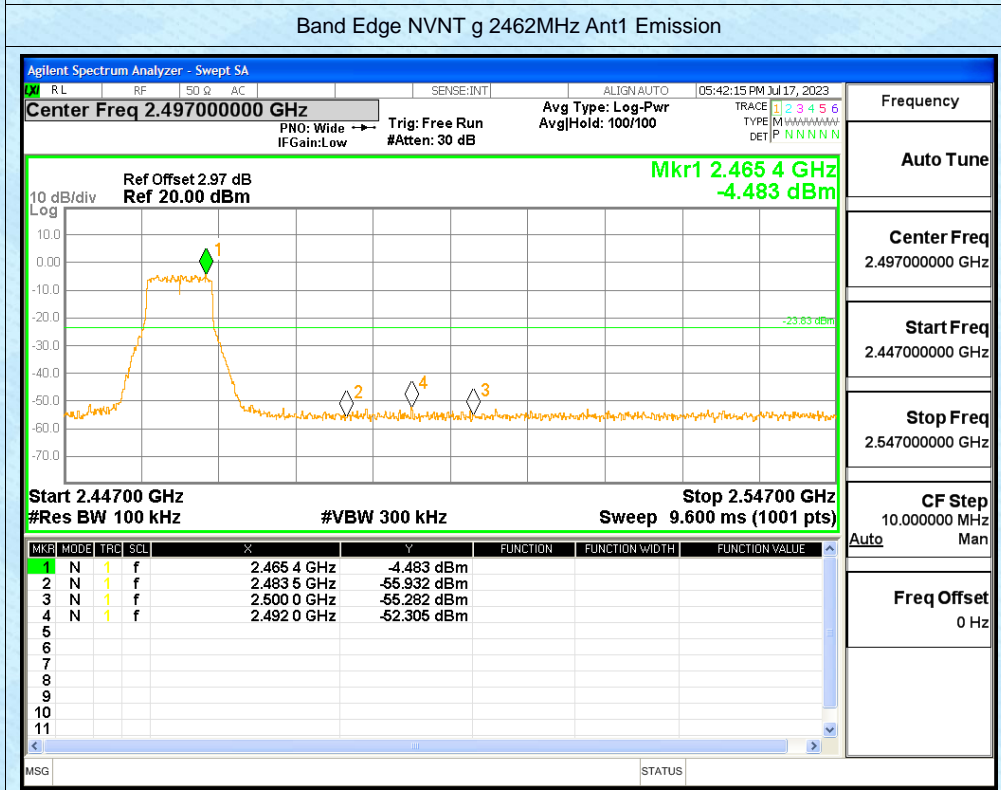 Band Edge NVNT g 2462MHz Ant1 Emission
Agilent Spectrum Analyzer - Swept SA
LXI RL RF 50 Ω AC SENSE:INT ALIGN AUTO 05:42:15 PM Jul 17, 2023
Center Freq 2.497000000 GHz
PNO: Wide
IFGain:Low
Trig: Free Run
#Atten: 30 dB
Avg Type: Log-Pwr
Avg|Hold: 100/100
TRACE 1 2 3 4 5 6
TYPE M
DET P N N N N N
Mkr1 2.465 4 GHz
-4.483 dBm
Ref Offset 2.97 dB
10 dB/div Ref 20.00 dBm
Log
10.0
0.00
-10.0
-20.0
-30.0
-40.0
-50.0
-60.0
-70.0
1
2
4
3
-23.83 dBm
Start 2.44700 GHz Stop 2.54700 GHz
#Res BW 100 kHz #VBW 300 kHz Sweep 9.600 ms (1001 pts)
MKR MODE TRC SCL X Y FUNCTION FUNCTION WIDTH FUNCTION VALUE
1 N 1 f 2.465 4 GHz -4.483 dBm
2 N 1 f 2.483 5 GHz -55.932 dBm
3 N 1 f 2.500 0 GHz -55.282 dBm
4 N 1 f 2.492 0 GHz -52.305 dBm
5
6
7
8
9
10
11
MSG STATUS
Frequency
Auto Tune
Center Freq
2.497000000 GHz
Start Freq
2.447000000 GHz
Stop Freq
2.547000000 GHz
CF Step
10.000000 MHz
Auto Man
Freq Offset
0 Hz